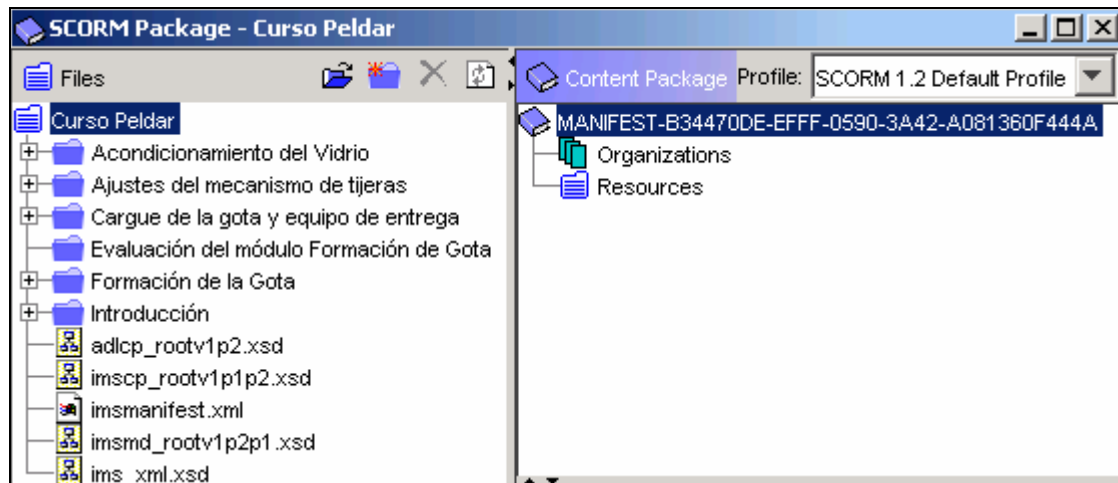 SCORM Package - Curso Peldar
Files
Curso Peldar
Acondicionamiento del Vidrio
Ajustes del mecanismo de tijeras
Cargue de la gota y equipo de entrega
Evaluación del módulo Formación de Gota
Formación de la Gota
Introducción
adlcp_rootv1p2.xsd
imscp_rootv1p1p2.xsd
imsmanifest.xml
imsmd_rootv1p2p1.xsd
ims_xml.xsd
Content Package Profile: SCORM 1.2 Default Profile
MANIFEST-B34470DE-EFFF-0590-3A42-A081360F444A
Organizations
Resources